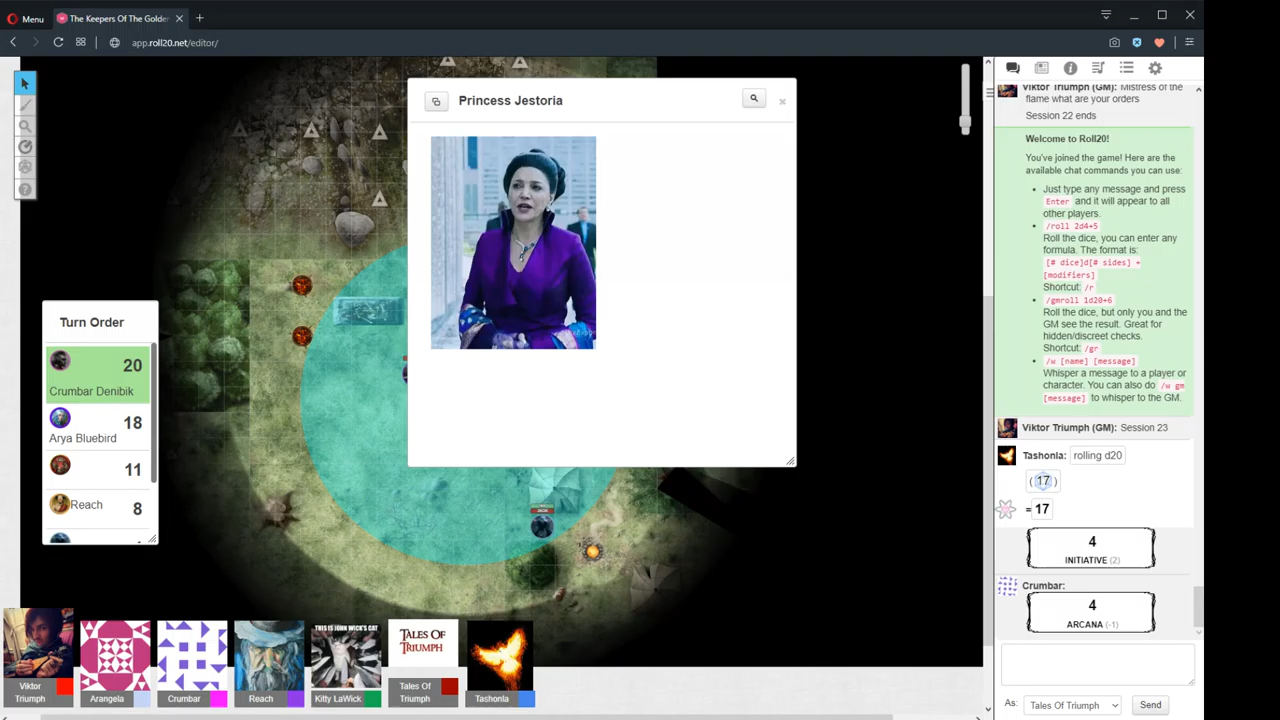 Menu
The Keepers Of The Golden
app.roll20.net/editor/
Princess Jestoria
Turn Order
20
Crumbar Denibik
18
Arya Bluebird
11
Reach
8
Viktor Triumph
Arangela
Crumbar
Reach
THIS IS JOHN WICK'S CAT
Kitty LaWick
TALES OF TRIUMPH
Tales Of Triumph
Tashonia
Viktor Triumph (GM): Mistress of the
flame what are your orders
Session 22 ends
Welcome to Roll20!
You've joined the game! Here are the
available chat commands you can use:
Just type any message and press
Enter and it will appear to all
other players.
/roll 2d4+5
Roll the dice, you can enter any
formula. The format is:
[# dice]d[# sides] +
[modifiers]
Shortcut: /r
/gmroll 1d20+6
Roll the dice, but only you and the
GM see the result. Great for
hidden/discreet checks.
Shortcut: /gr
/w [name] [message]
Whisper a message to a player or
character. You can also do /w gm
[message] to whisper to the GM.
Viktor Triumph (GM): Session 23
Tashonia: rolling d20
(17)
= 17
4
INITIATIVE (2)
Crumbar:
4
ARCANA (-1)
As: Tales Of Triumph
Send